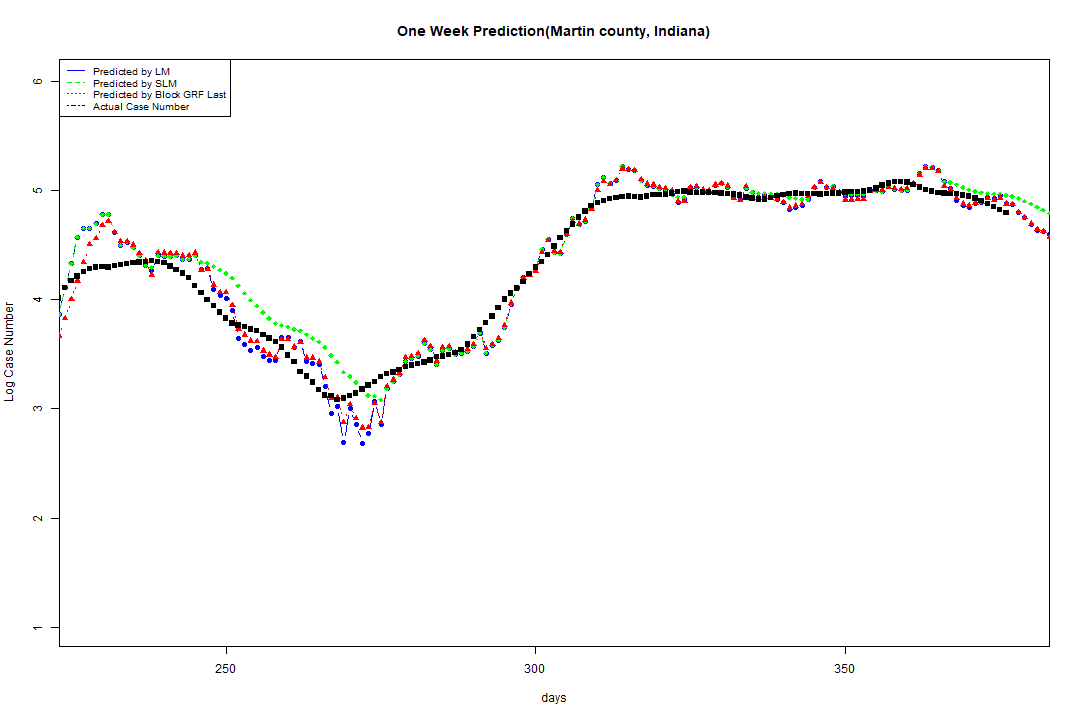 One Week Prediction(Martin county, Indiana)
Predicted by LM
Predicted by SLM
Predicted by Block GRF Last
Actual Case Number
6
5
4
3
2
1
Log Case Number
250
300
350
days